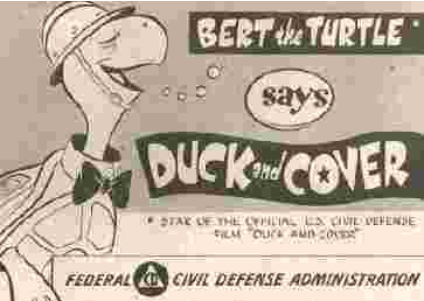 BERT the TURTLE *
says
DUCK and COVER
* STAR OF THE OFFICIAL U.S. CIVIL DEFENSE
FILM "DUCK AND COVER"
FEDERAL CD CIVIL DEFENSE ADMINISTRATION